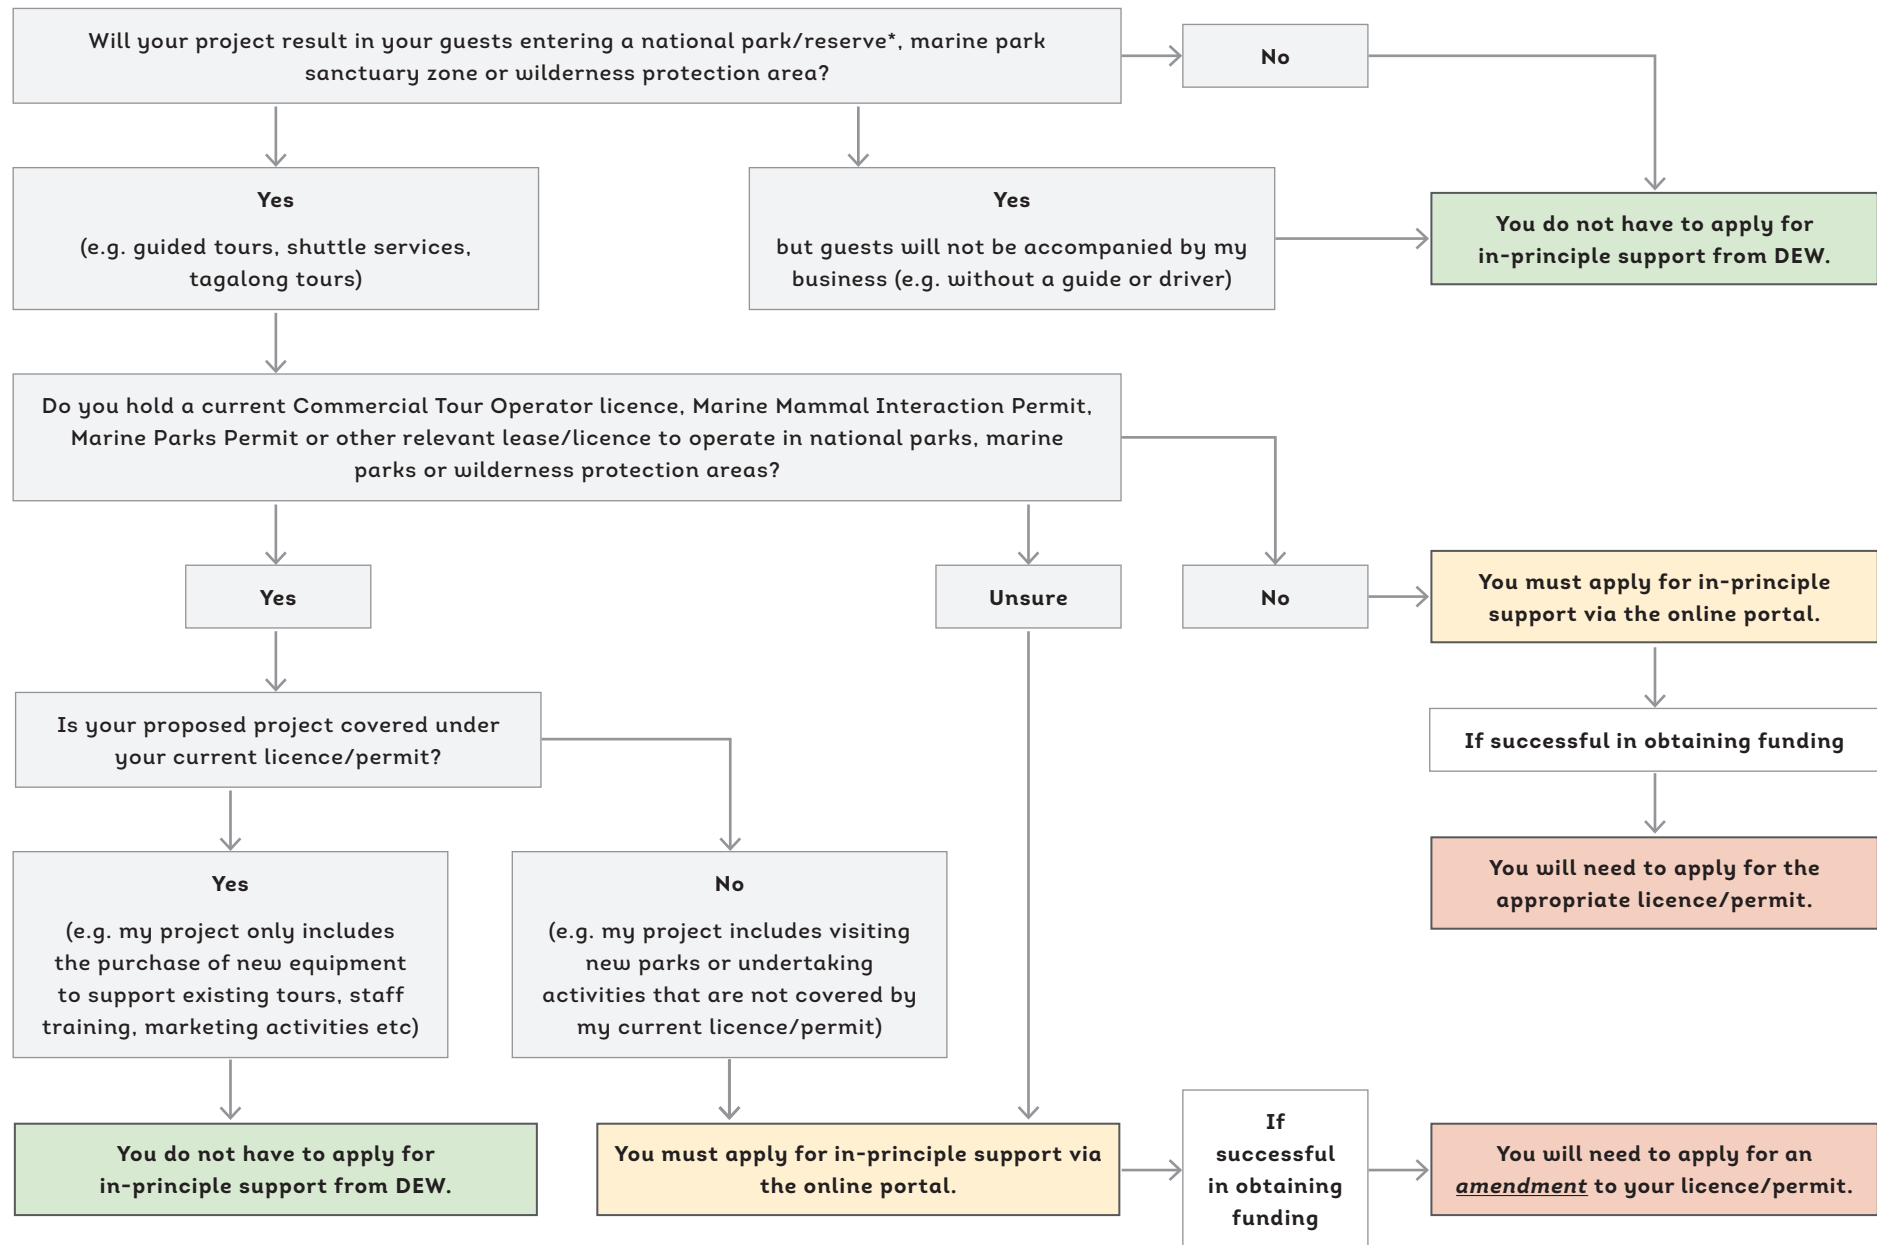 Will your project result in your guests entering a national park/reserve*, marine park
sanctuary zone or wilderness protection area?
No
Yes
(e.g. guided tours, shuttle services,
tagalong tours)
Yes
but guests will not be accompanied by my
business (e.g. without a guide or driver)
You do not have to apply for
in-principle support from DEW.
Do you hold a current Commercial Tour Operator licence, Marine Mammal Interaction Permit,
Marine Parks Permit or other relevant lease/licence to operate in national parks, marine
parks or wilderness protection areas?
Yes
Unsure
No
You must apply for in-principle
support via the online portal.
Is your proposed project covered under
your current licence/permit?
If successful in obtaining funding
Yes
(e.g. my project only includes
the purchase of new equipment
to support existing tours, staff
training, marketing activities etc)
No
(e.g. my project includes visiting
new parks or undertaking
activities that are not covered by
my current licence/permit)
You will need to apply for the
appropriate licence/permit.
You do not have to apply for
in-principle support from DEW.
You must apply for in-principle support via
the online portal.
If
successful
in obtaining
funding
You will need to apply for an
amendment to your licence/permit.